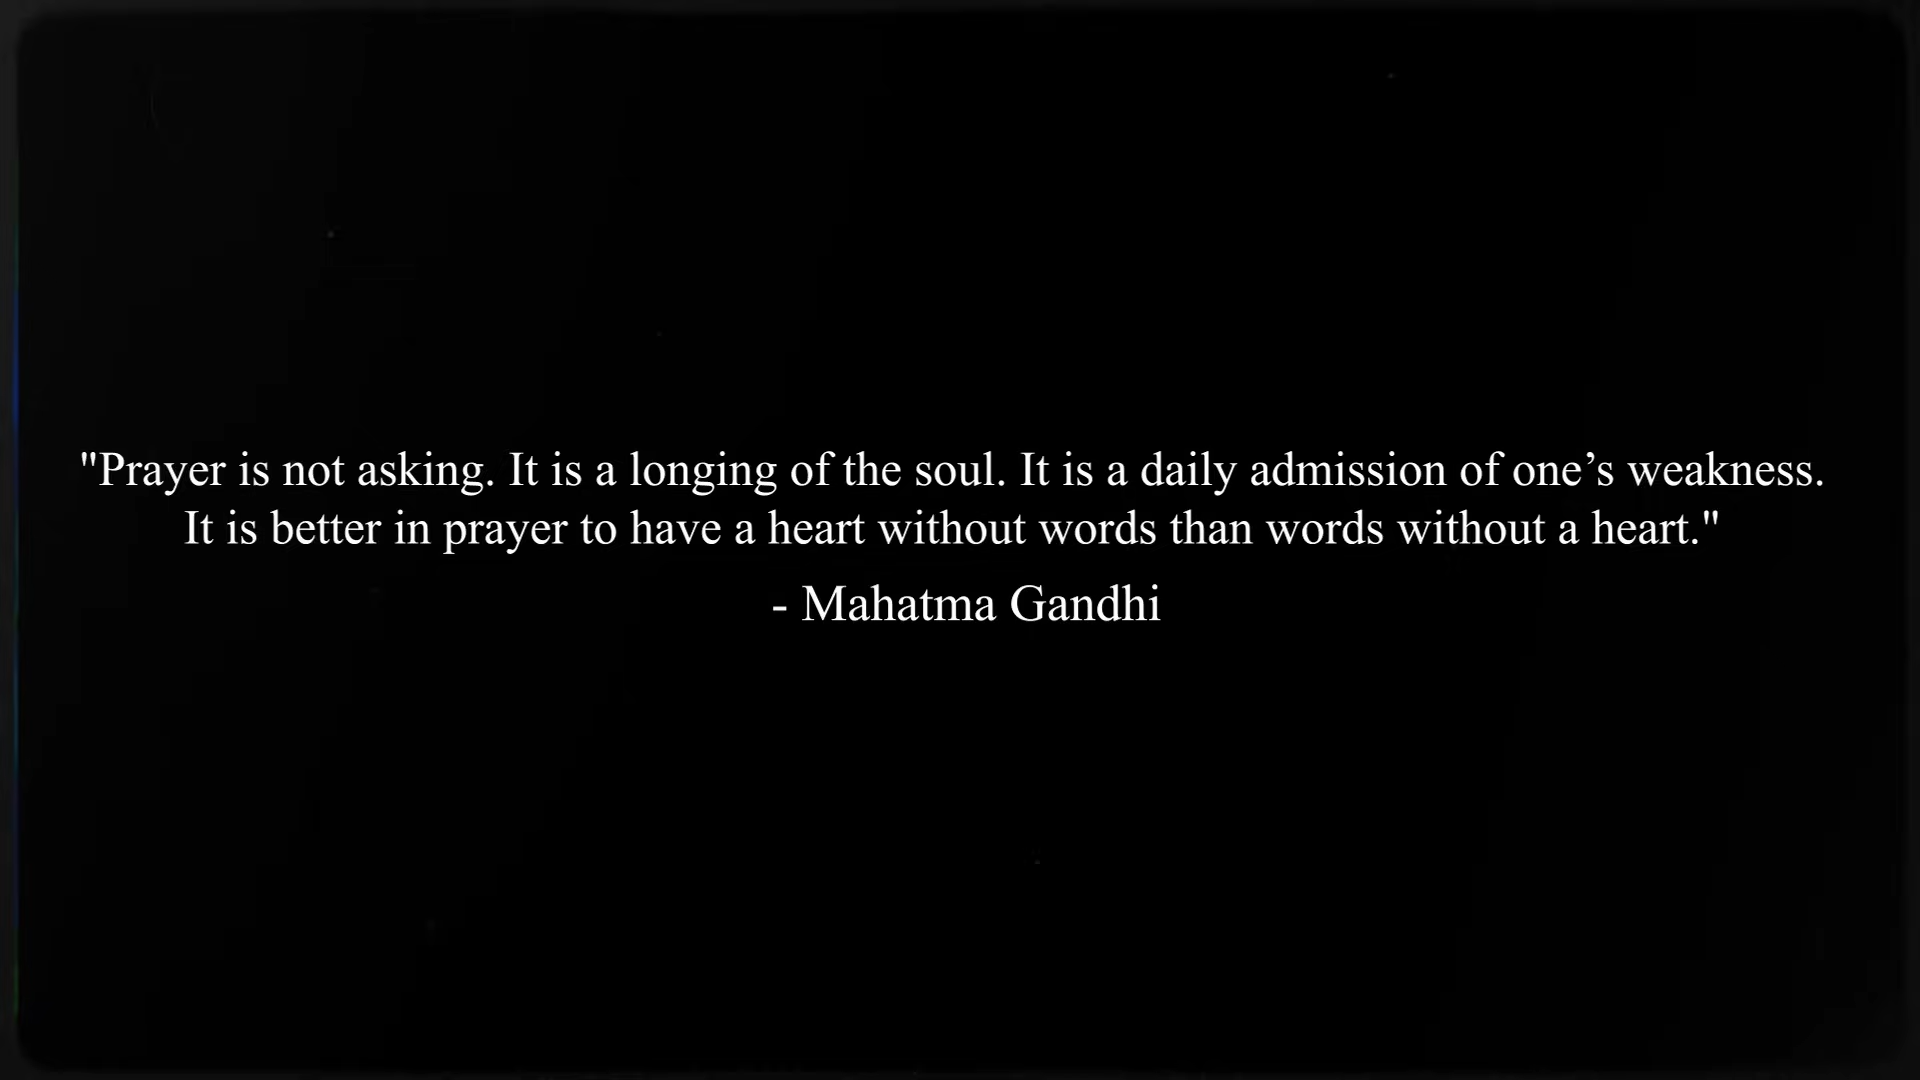 "Prayer is not asking. It is a longing of the soul. It is a daily admission of one’s weakness.
It is better in prayer to have a heart without words than words without a heart."
- Mahatma Gandhi